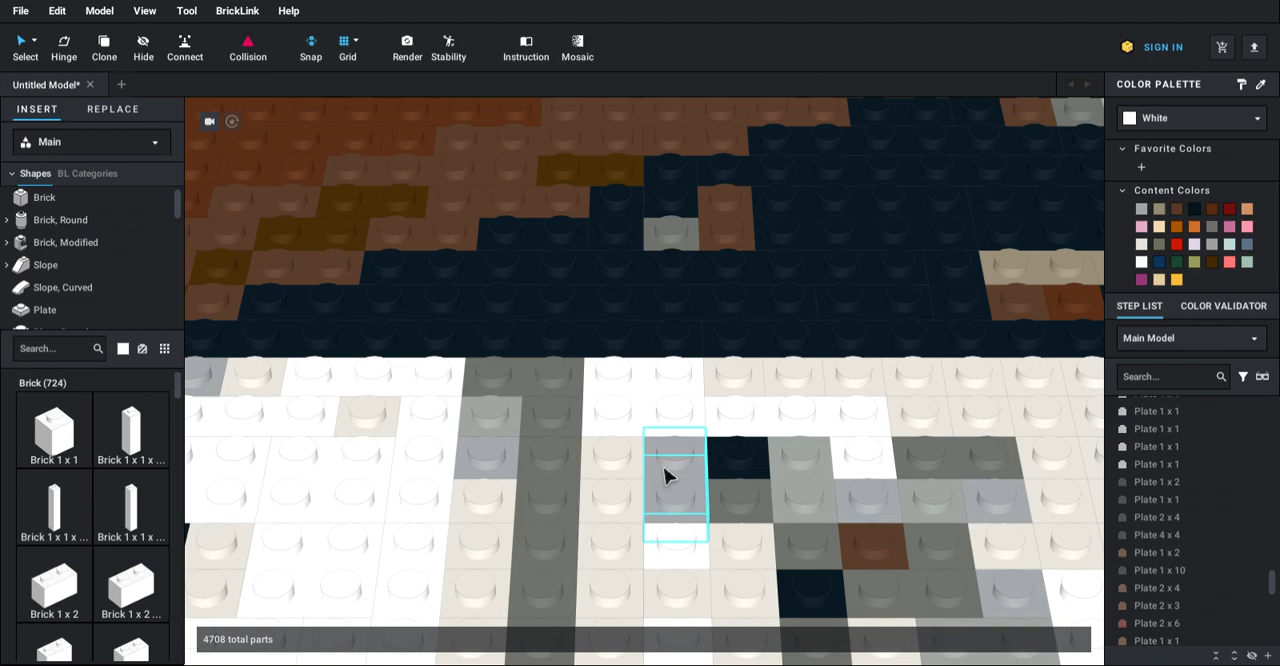 File Edit Model View Tool BrickLink Help
Select Hinge Clone Hide Connect Collision Snap Grid Render Stability Instruction Mosaic SIGN IN
Untitled Model*
INSERT REPLACE
Main
Shapes BL Categories
Brick
Brick, Round
Brick, Modified
Slope
Slope, Curved
Plate
Search...
Brick (724)
Brick 1 x 1
Brick 1 x 1 x ...
Brick 1 x 1 x ...
Brick 1 x 1 x ...
Brick 1 x 2
Brick 1 x 2 ...
4708 total parts
COLOR PALETTE
White
Favorite Colors
Content Colors
STEP LIST COLOR VALIDATOR
Main Model
Search...
Plate 1 x 1
Plate 1 x 1
Plate 1 x 1
Plate 1 x 1
Plate 1 x 2
Plate 1 x 1
Plate 2 x 4
Plate 4 x 4
Plate 1 x 2
Plate 1 x 10
Plate 2 x 4
Plate 2 x 3
Plate 2 x 6
Plate 1 x 1